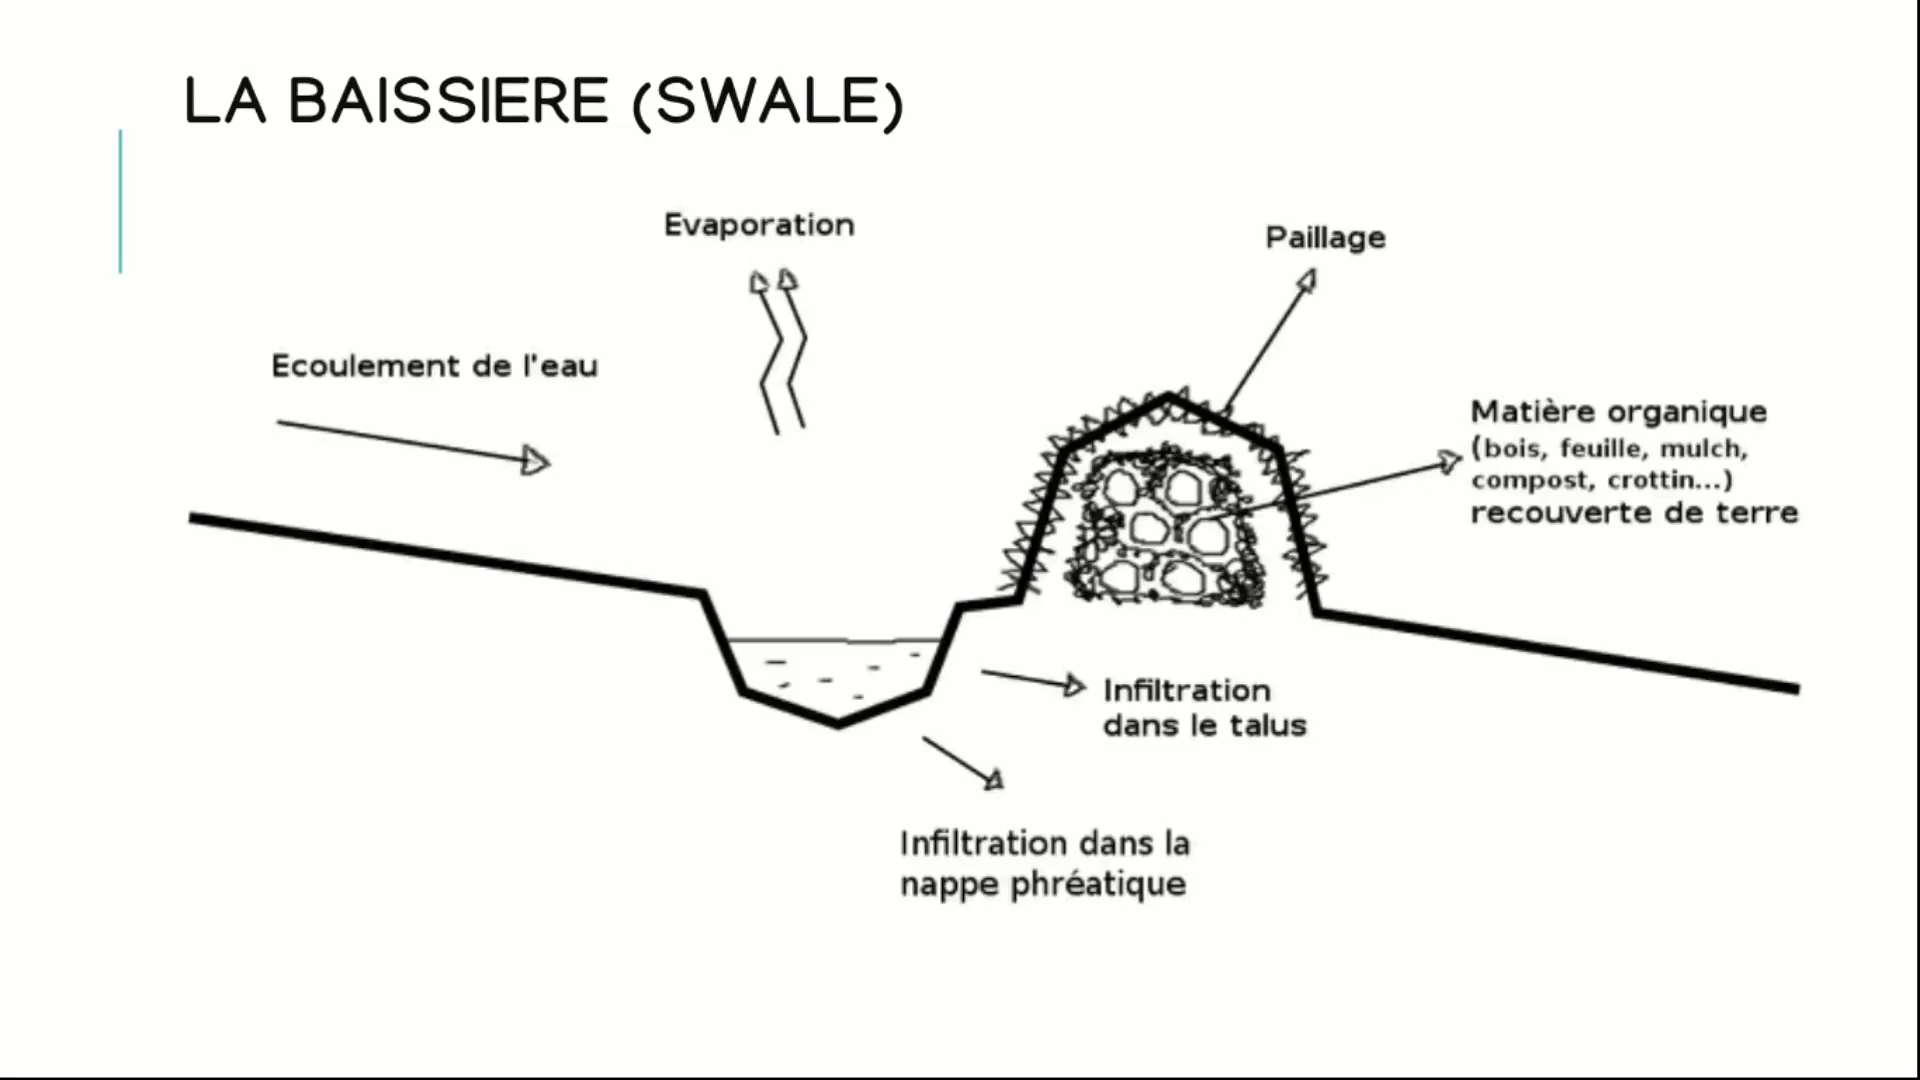 LA BAISSIERE (SWALE)
Evaporation
Paillage
Ecoulement de l'eau
Matière organique
(bois, feuille, mulch,
compost, crottin...)
recouverte de terre
Infiltration
dans le talus
Infiltration dans la
nappe phréatique